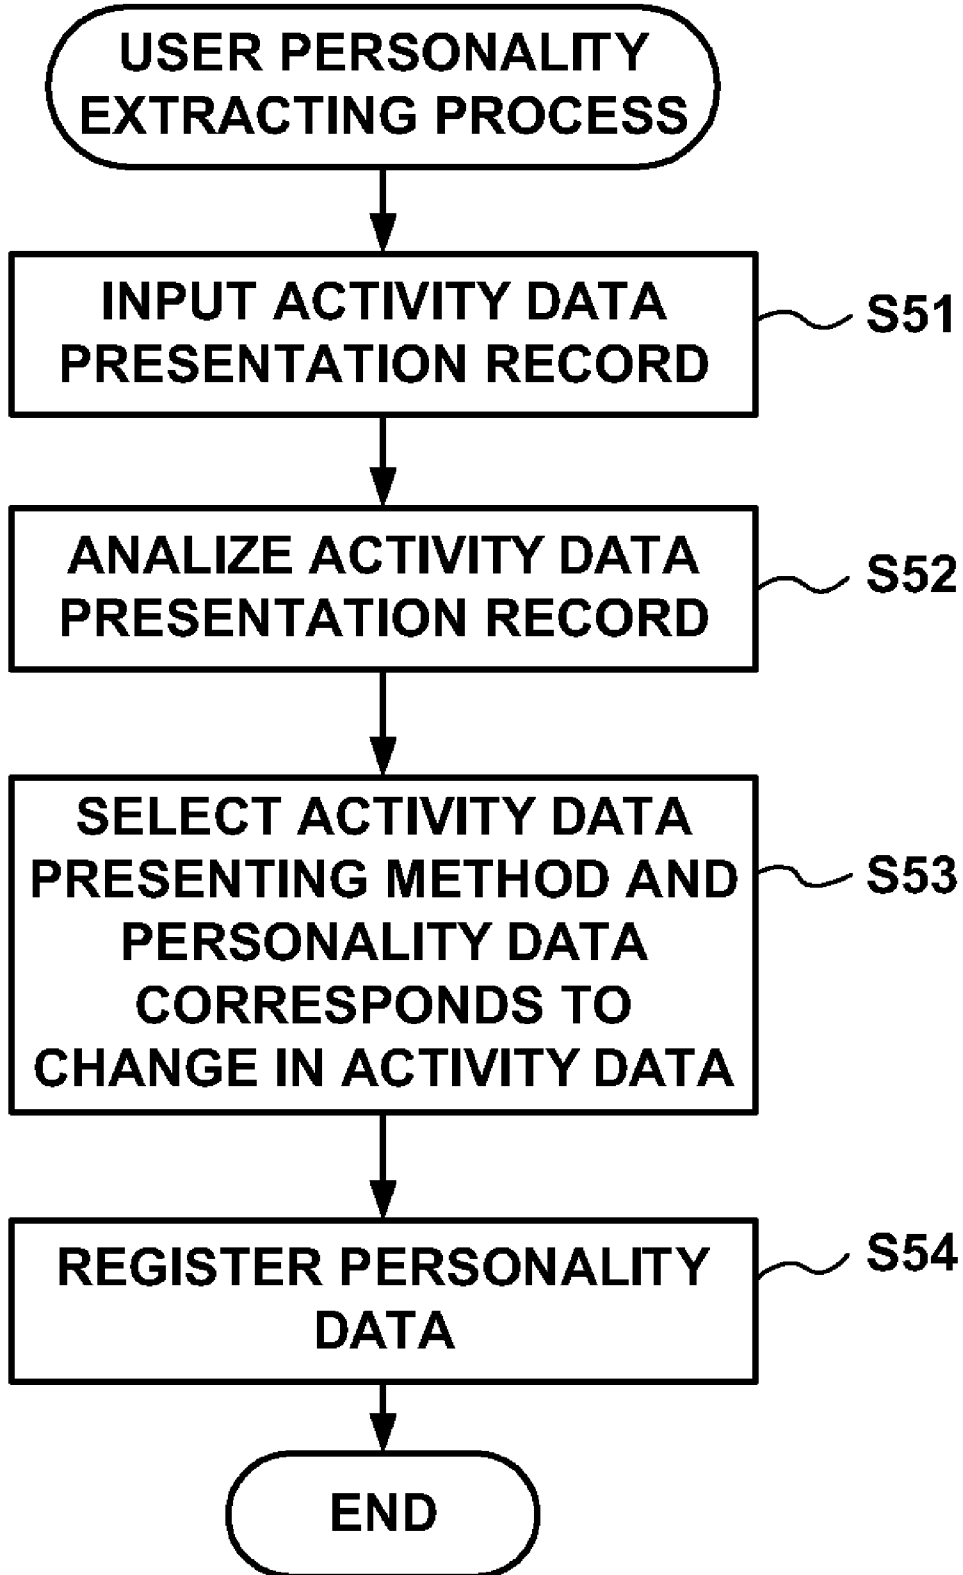 USER PERSONALITY
EXTRACTING PROCESS
INPUT ACTIVITY DATA
PRESENTATION RECORD
S51
ANALIZE ACTIVITY DATA
PRESENTATION RECORD
S52
SELECT ACTIVITY DATA
PRESENTING METHOD AND
PERSONALITY DATA
CORRESPONDS TO
CHANGE IN ACTIVITY DATA
S53
REGISTER PERSONALITY
DATA
S54
END